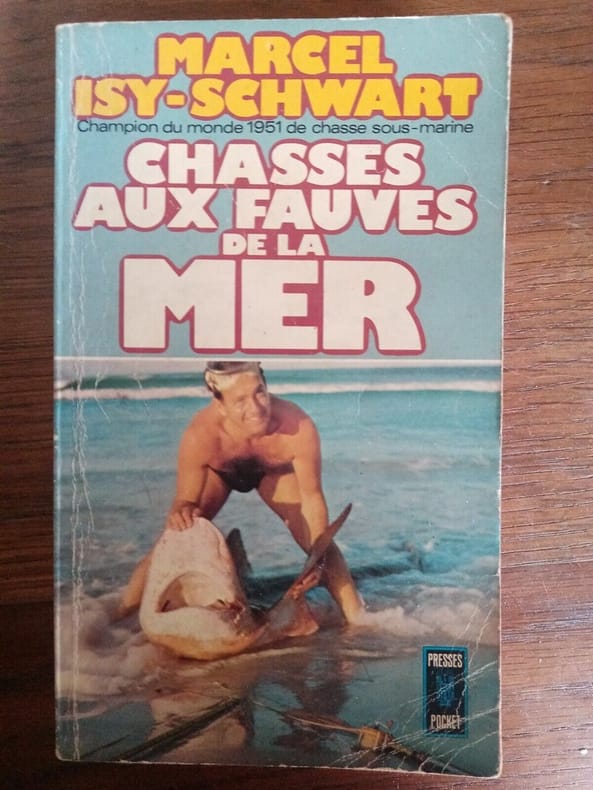 MARCEL
ISY-SCHWART
Champion du monde 1951 de chasse sous-marine
CHASSES
AUX FAUVES
DE LA
MER
PRESSES
POCKET